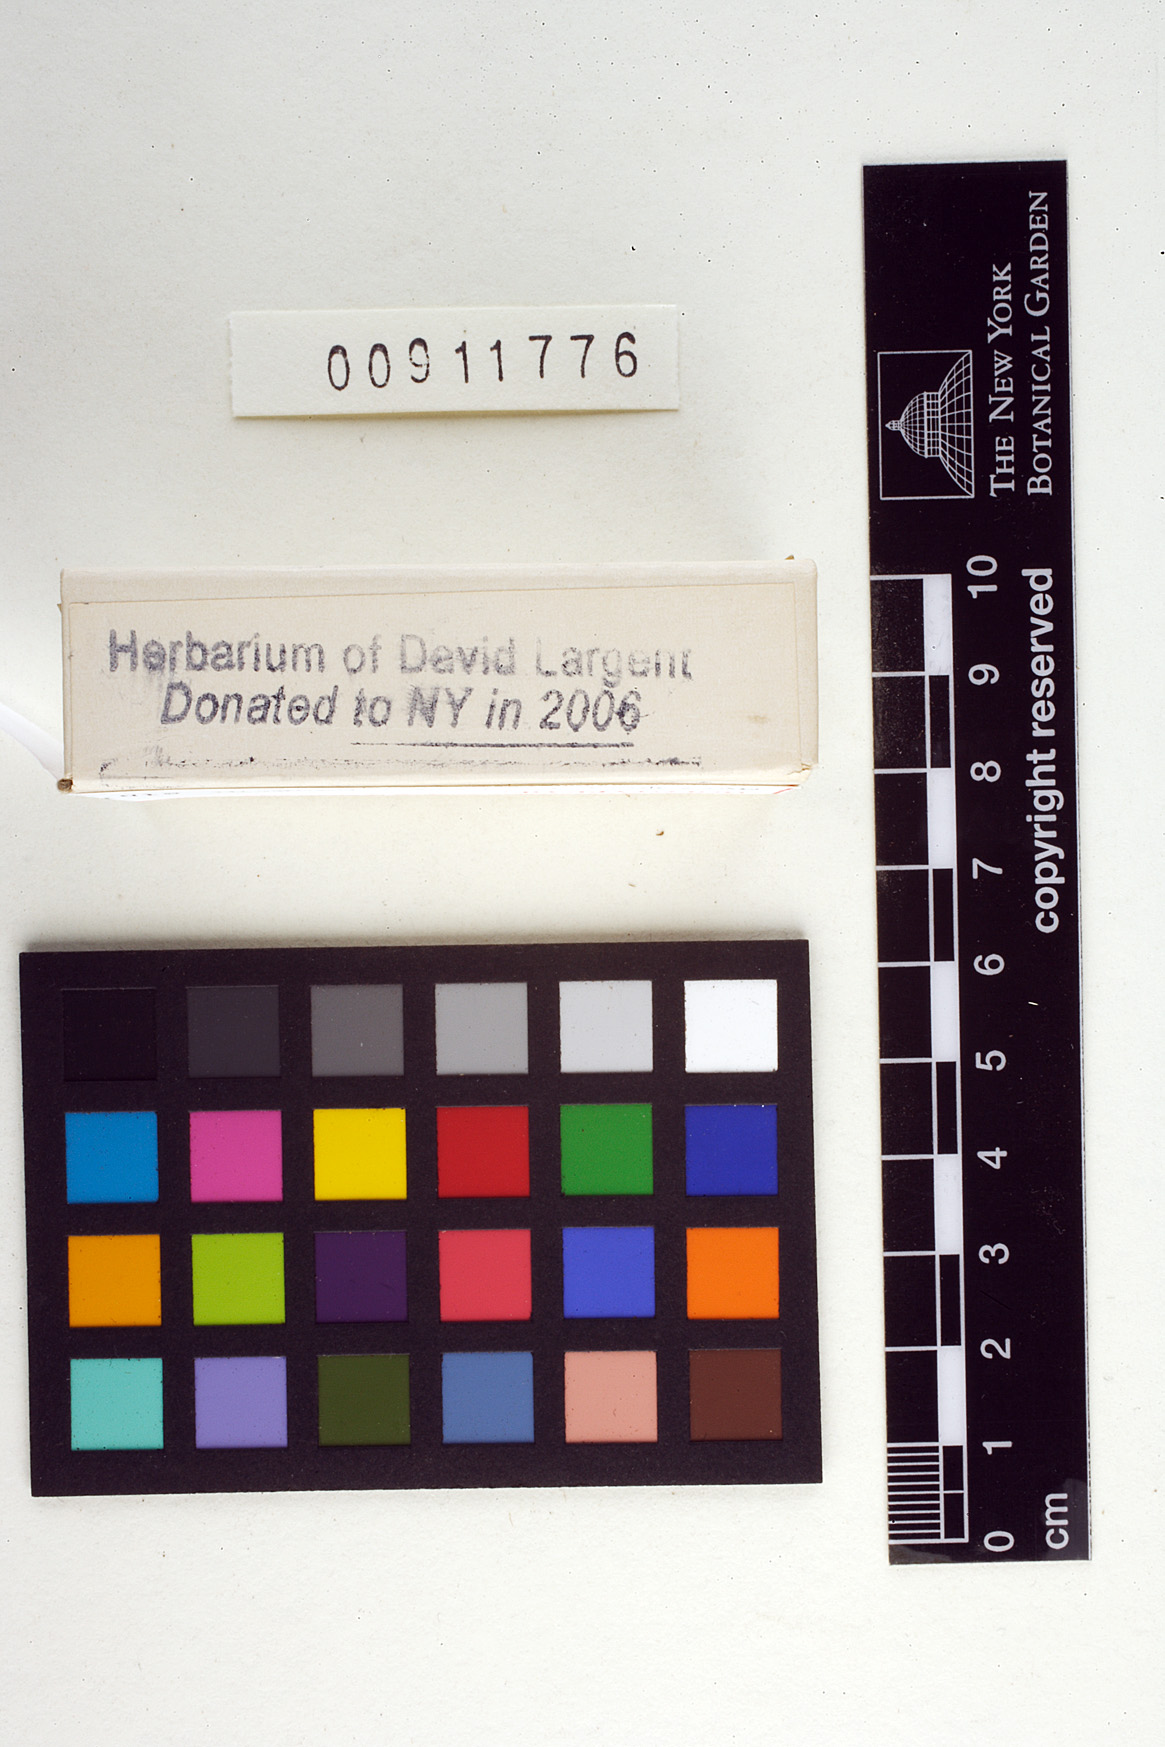 00911776
Herbarium of David Largent
Donated to NY in 2006
THE NEW YORK
BOTANICAL GARDEN
copyright reserved
10
9
8
7
6
5
4
3
2
1
0
cm